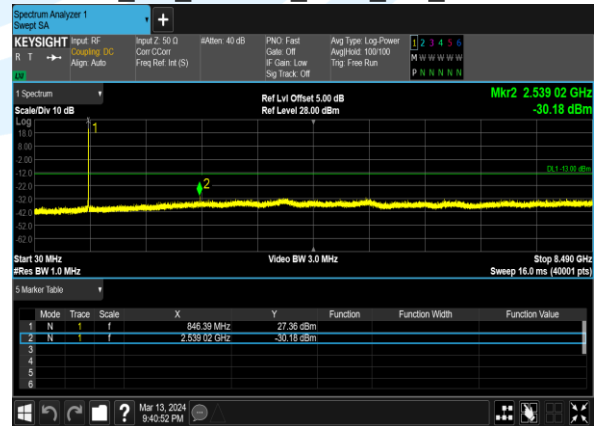 Spectrum Analyzer 1
Swept SA
+
KEYSIGHT Input: RF Input Z: 50 Ω #Atten: 40 dB PNO: Fast Avg Type: Log-Power 1 2 3 4 5 6
R T Coupling: DC Corr CCorr Gate: Off Avg|Hold: 100/100 M W W W W W
Align: Auto Freq Ref: Int (S) IF Gain: Low Trig: Free Run P N N N N N
Sig Track: Off
LXI
1 Spectrum Ref Lvl Offset 5.00 dB Mkr2 2.539 02 GHz
Scale/Div 10 dB Ref Level 28.00 dBm -30.18 dBm
Log
1
18.0
8.00
-2.00
-12.0 DL1 -13.00 dBm
-22.0 2
-32.0
-42.0
-52.0
-62.0
Start 30 MHz Video BW 3.0 MHz Stop 8.490 GHz
#Res BW 1.0 MHz Sweep 16.0 ms (40001 pts)
5 Marker Table
Mode Trace Scale X Y Function Function Width Function Value
1 N 1 f 846.39 MHz 27.36 dBm
2 N 1 f 2.539 02 GHz -30.18 dBm
3
4
5
6
? Mar 13, 2024
9:40:52 PM